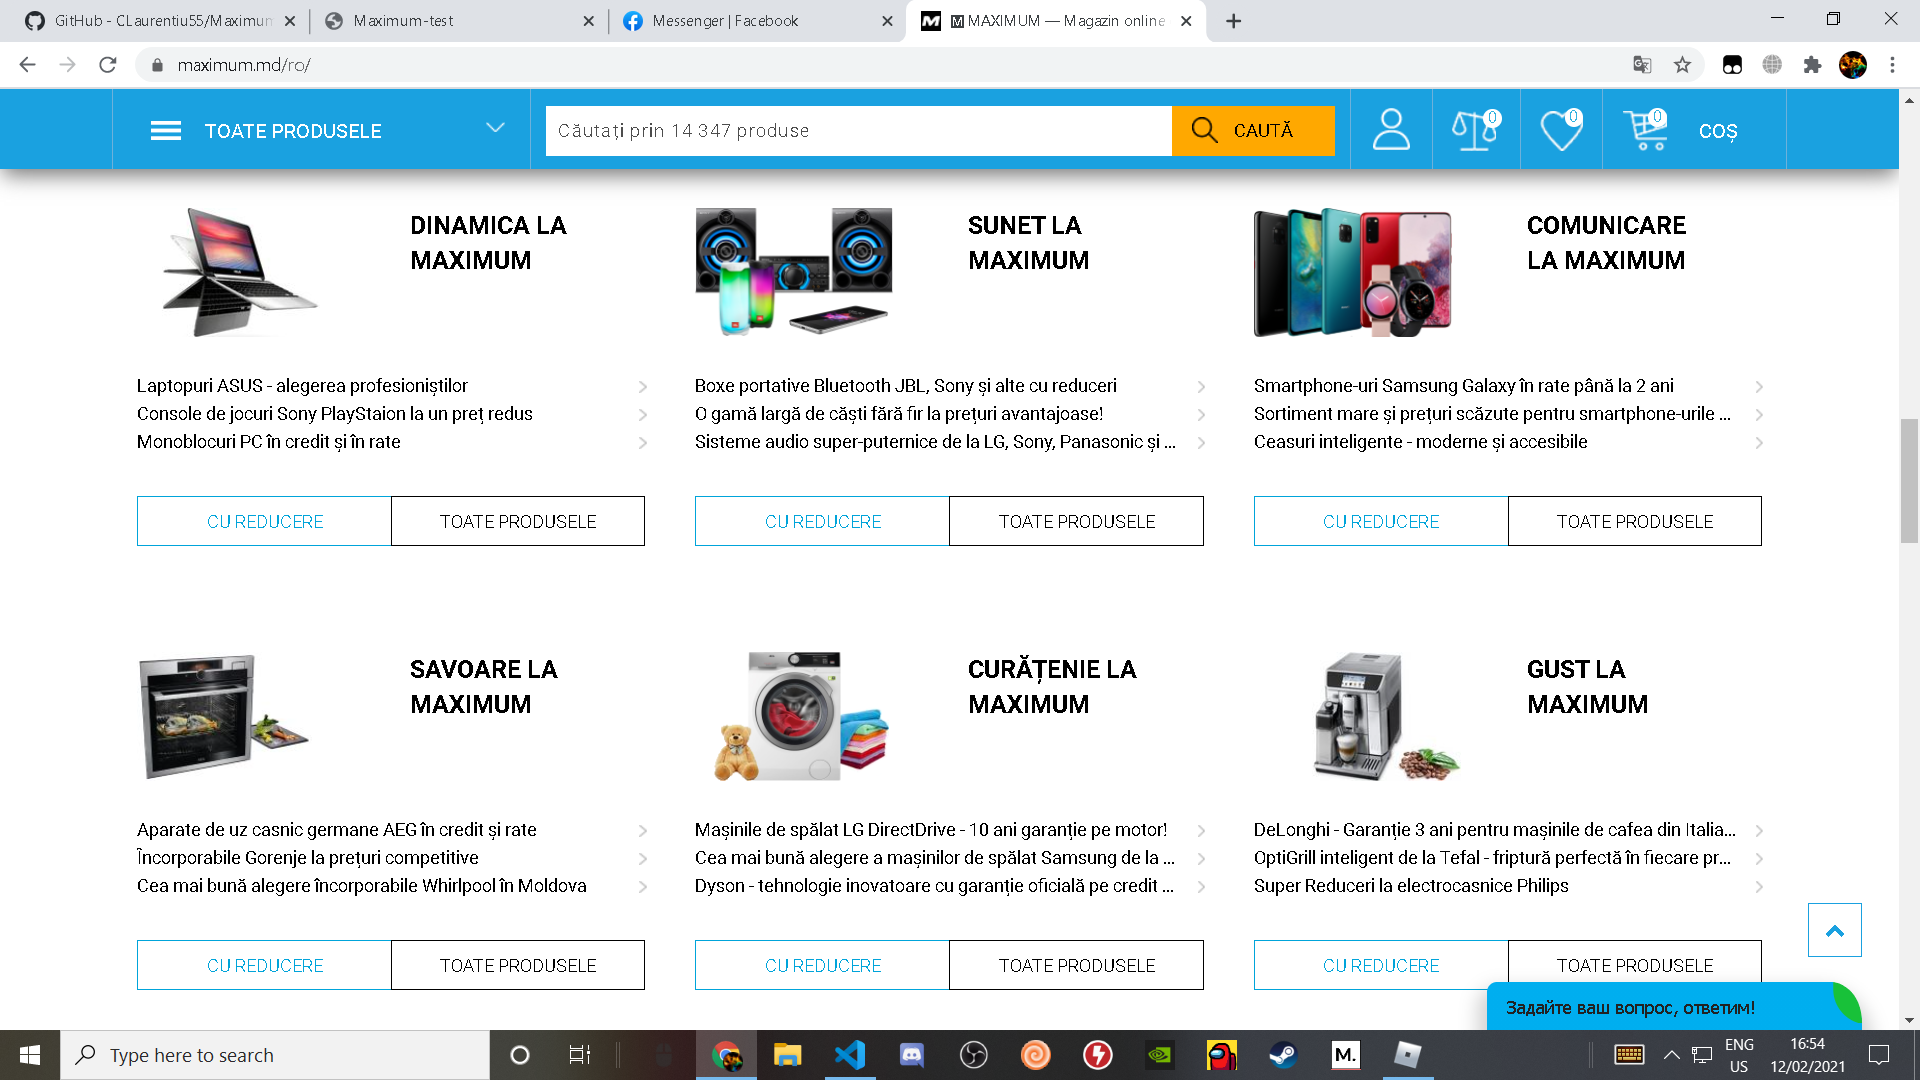 GitHub - CLaurentiu55/Maximum
Maximum-test
Messenger | Facebook
M MAXIMUM — Magazin online
maximum.md/ro/
TOATE PRODUSELE
Căutați prin 14 347 produse
CAUTĂ
0
0
0
COȘ
DINAMICA LA
MAXIMUM
Laptopuri ASUS - alegerea profesioniștilor
Console de jocuri Sony PlayStaion la un preț redus
Monoblocuri PC în credit și în rate
CU REDUCERE
TOATE PRODUSELE
SUNET LA
MAXIMUM
Boxe portative Bluetooth JBL, Sony și alte cu reduceri
O gamă largă de căști fără fir la prețuri avantajoase!
Sisteme audio super-puternice de la LG, Sony, Panasonic și ...
CU REDUCERE
TOATE PRODUSELE
COMUNICARE
LA MAXIMUM
Smartphone-uri Samsung Galaxy în rate până la 2 ani
Sortiment mare și prețuri scăzute pentru smartphone-urile ...
Ceasuri inteligente - moderne și accesibile
CU REDUCERE
TOATE PRODUSELE
SAVOARE LA
MAXIMUM
Aparate de uz casnic germane AEG în credit și rate
Încorporabile Gorenje la prețuri competitive
Cea mai bună alegere încorporabile Whirlpool în Moldova
CU REDUCERE
TOATE PRODUSELE
CURĂȚENIE LA
MAXIMUM
Mașinile de spălat LG DirectDrive - 10 ani garanție pe motor!
Cea mai bună alegere a mașinilor de spălat Samsung de la ...
Dyson - tehnologie inovatoare cu garanție oficială pe credit ...
CU REDUCERE
TOATE PRODUSELE
GUST LA
MAXIMUM
DeLonghi - Garanție 3 ani pentru mașinile de cafea din Italia...
OptiGrill inteligent de la Tefal - friptură perfectă în fiecare pr...
Super Reduceri la electrocasnice Philips
CU REDUCERE
TOATE PRODUSELE
Задайте ваш вопрос, ответим!
Type here to search
M.
ENG
US
16:54
12/02/2021